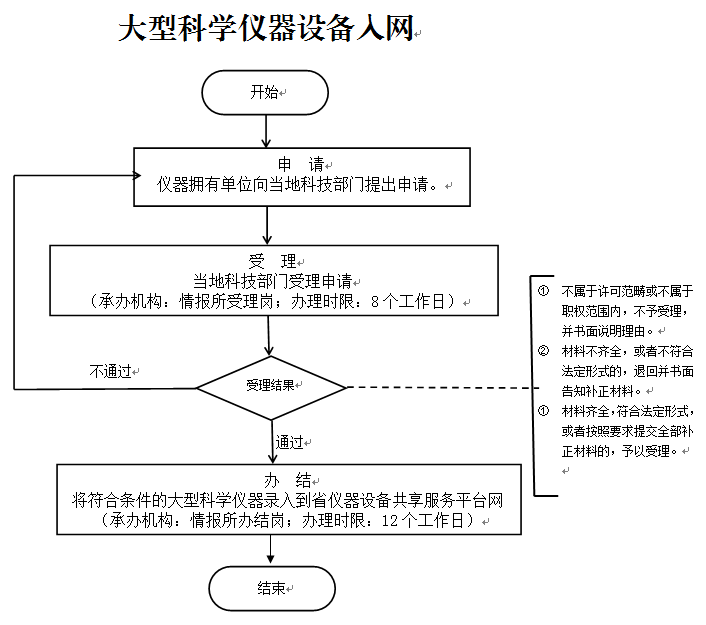 大型科学仪器设备入网
开始
申 请
仪器拥有单位向当地科技部门提出申请。
受 理
当地科技部门受理申请
（承办机构：情报所受理岗；办理时限：8个工作日）
不通过
受理结果
① 不属于许可范畴或不属于
职权范围内，不予受理，
并书面说明理由。
② 材料不齐全，或者不符合
法定形式的，退回并书面
告知补正材料。
① 材料齐全，符合法定形式，
或者按照要求提交全部补
正材料的，予以受理。
通过
办 结
将符合条件的大型科学仪器录入到省仪器设备共享服务平台网
（承办机构：情报所办结岗；办理时限：12个工作日）
结束